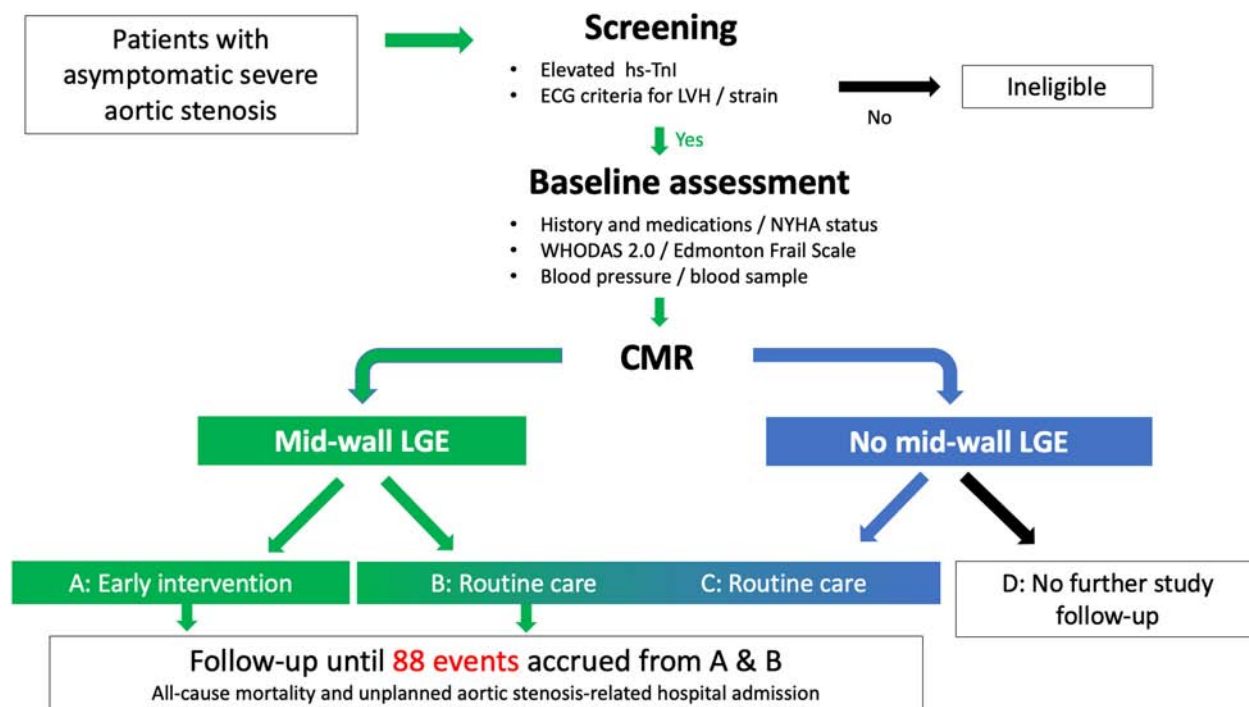 Patients with
asymptomatic severe
aortic stenosis
Screening
• Elevated hs-TnI
• ECG criteria for LVH / strain
No
Ineligible
Yes
Baseline assessment
• History and medications / NYHA status
• WHODAS 2.0 / Edmonton Frail Scale
• Blood pressure / blood sample
CMR
Mid-wall LGE
No mid-wall LGE
A: Early intervention
B: Routine care
C: Routine care
D: No further study
follow-up
Follow-up until 88 events accrued from A & B
All-cause mortality and unplanned aortic stenosis-related hospital admission